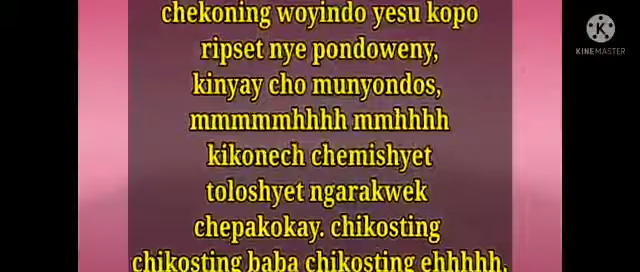 chekoning woyindo yesu kopo
ripset nye pondoweny,
kinyay cho munyondos,
mmmmmhhhh mmhhhh
kikonech chemishyet
toloshyet ngarakwek
chepakokay. chikosting
chikosting baba chikosting ehhhhh,
KINEMASTER